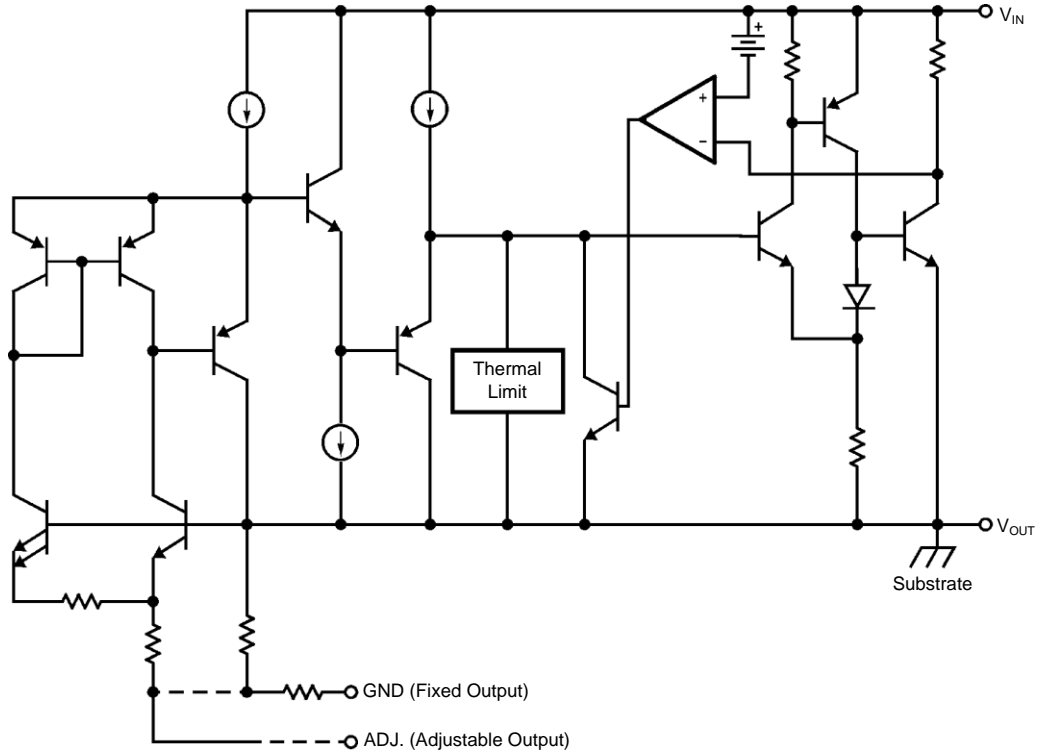 V_IN
+
+
−
Thermal
Limit
V_OUT
Substrate
GND (Fixed Output)
ADJ. (Adjustable Output)